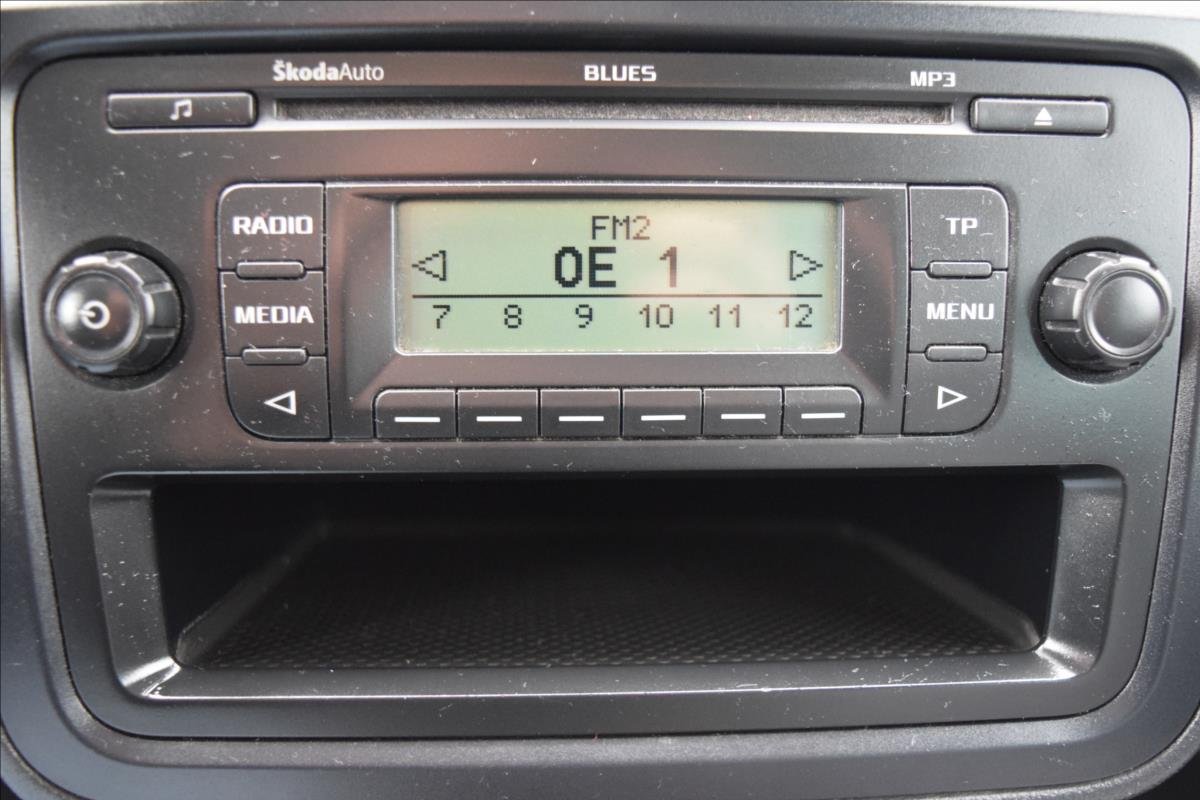 ŠkodaAuto BLUES MP3
RADIO
MEDIA
FM2
OE 1
7 8 9 10 11 12
TP
MENU